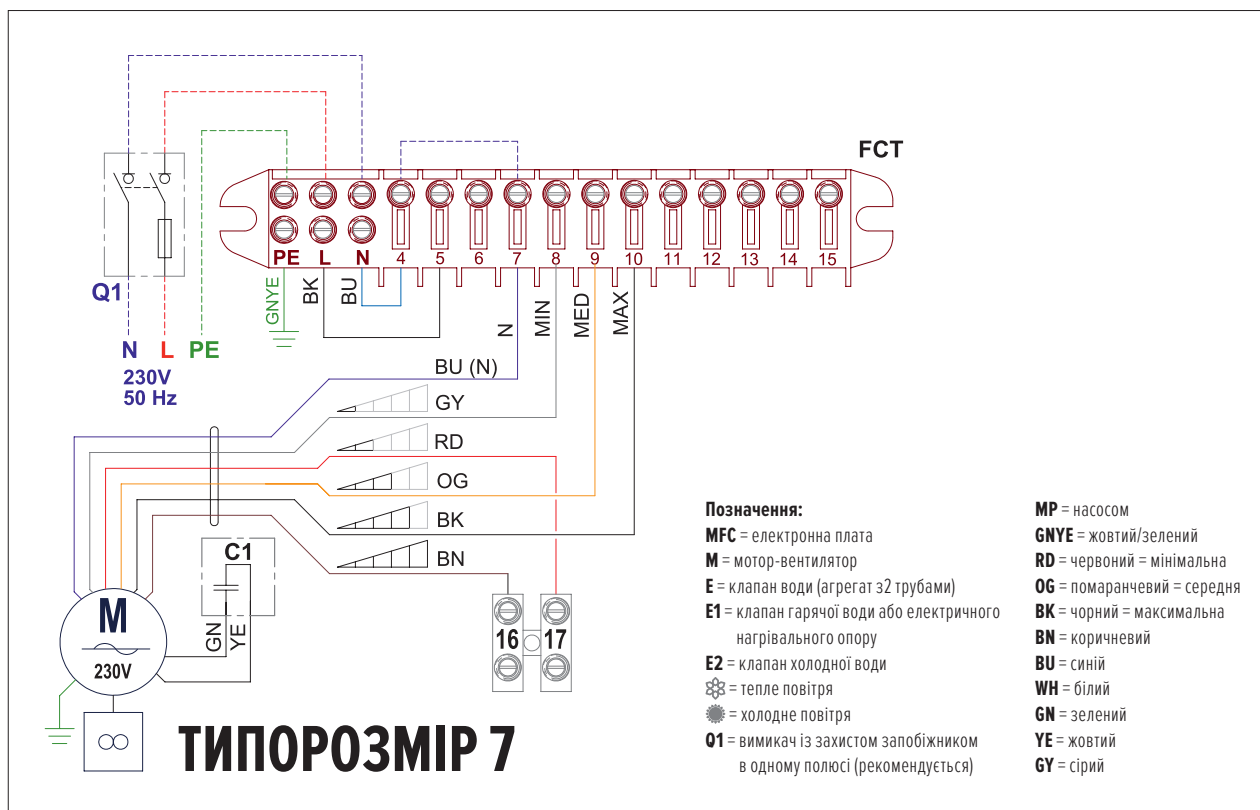 FCT
PE L N 4 5 6 7 8 9 10 11 12 13 14 15
Q1
GNYE
BK
BU
N
MIN
MED
MAX
N L PE
230V
50 Hz
BU (N)
GY
RD
OG
BK
BN
C1
GN
YE
M
230V
16 17
ТИПОРОЗМІР 7
Позначення:
MFC = електронна плата
M = мотор-вентилятор
E = клапан води (агрегат з2 трубами)
E1 = клапан гарячої води або електричного
нагрівального опору
E2 = клапан холодної води
= тепле повітря
= холодне повітря
Q1 = вимикач із захистом запобіжником
в одному полюсі (рекомендується)
MP = насосом
GNYE = жовтий/зелений
RD = червоний = мінімальна
OG = помаранчевий = середня
BK = чорний = максимальна
BN = коричневий
BU = синій
WH = білий
GN = зелений
YE = жовтий
GY = сірий